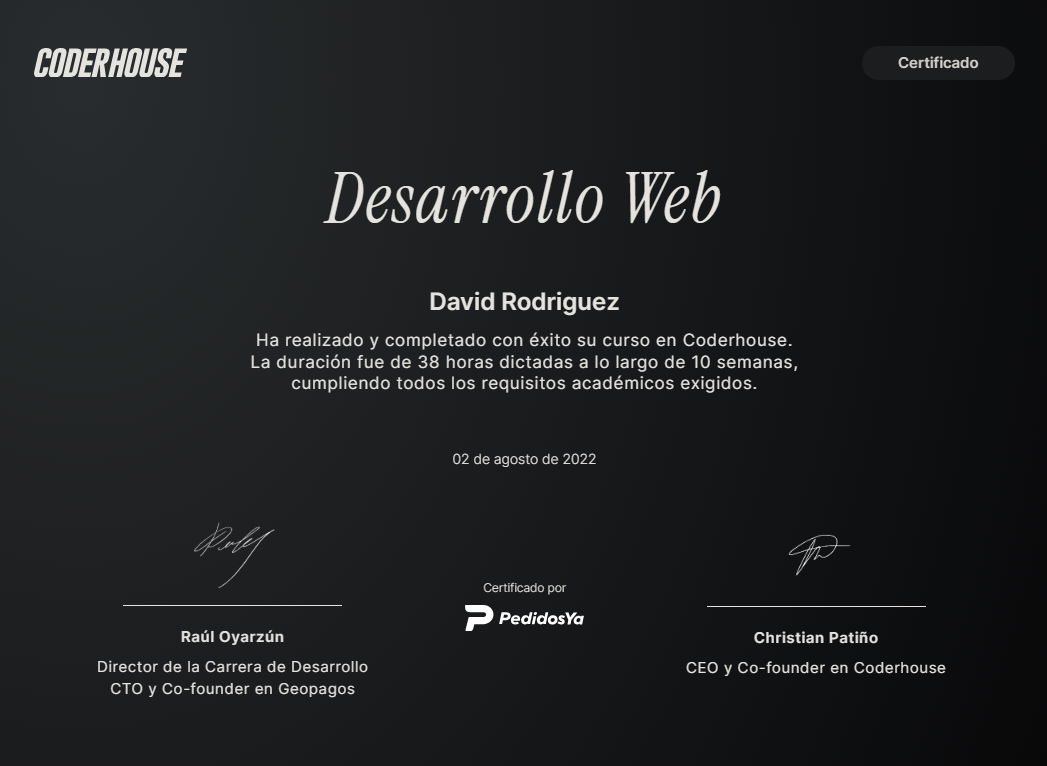 CODERHOUSE
Certificado
Desarrollo Web
David Rodriguez
Ha realizado y completado con éxito su curso en Coderhouse.
La duración fue de 38 horas dictadas a lo largo de 10 semanas,
cumpliendo todos los requisitos académicos exigidos.
02 de agosto de 2022
Certificado por
PedidosYa
Raúl Oyarzún
Director de la Carrera de Desarrollo
CTO y Co-founder en Geopagos
Christian Patiño
CEO y Co-founder en Coderhouse